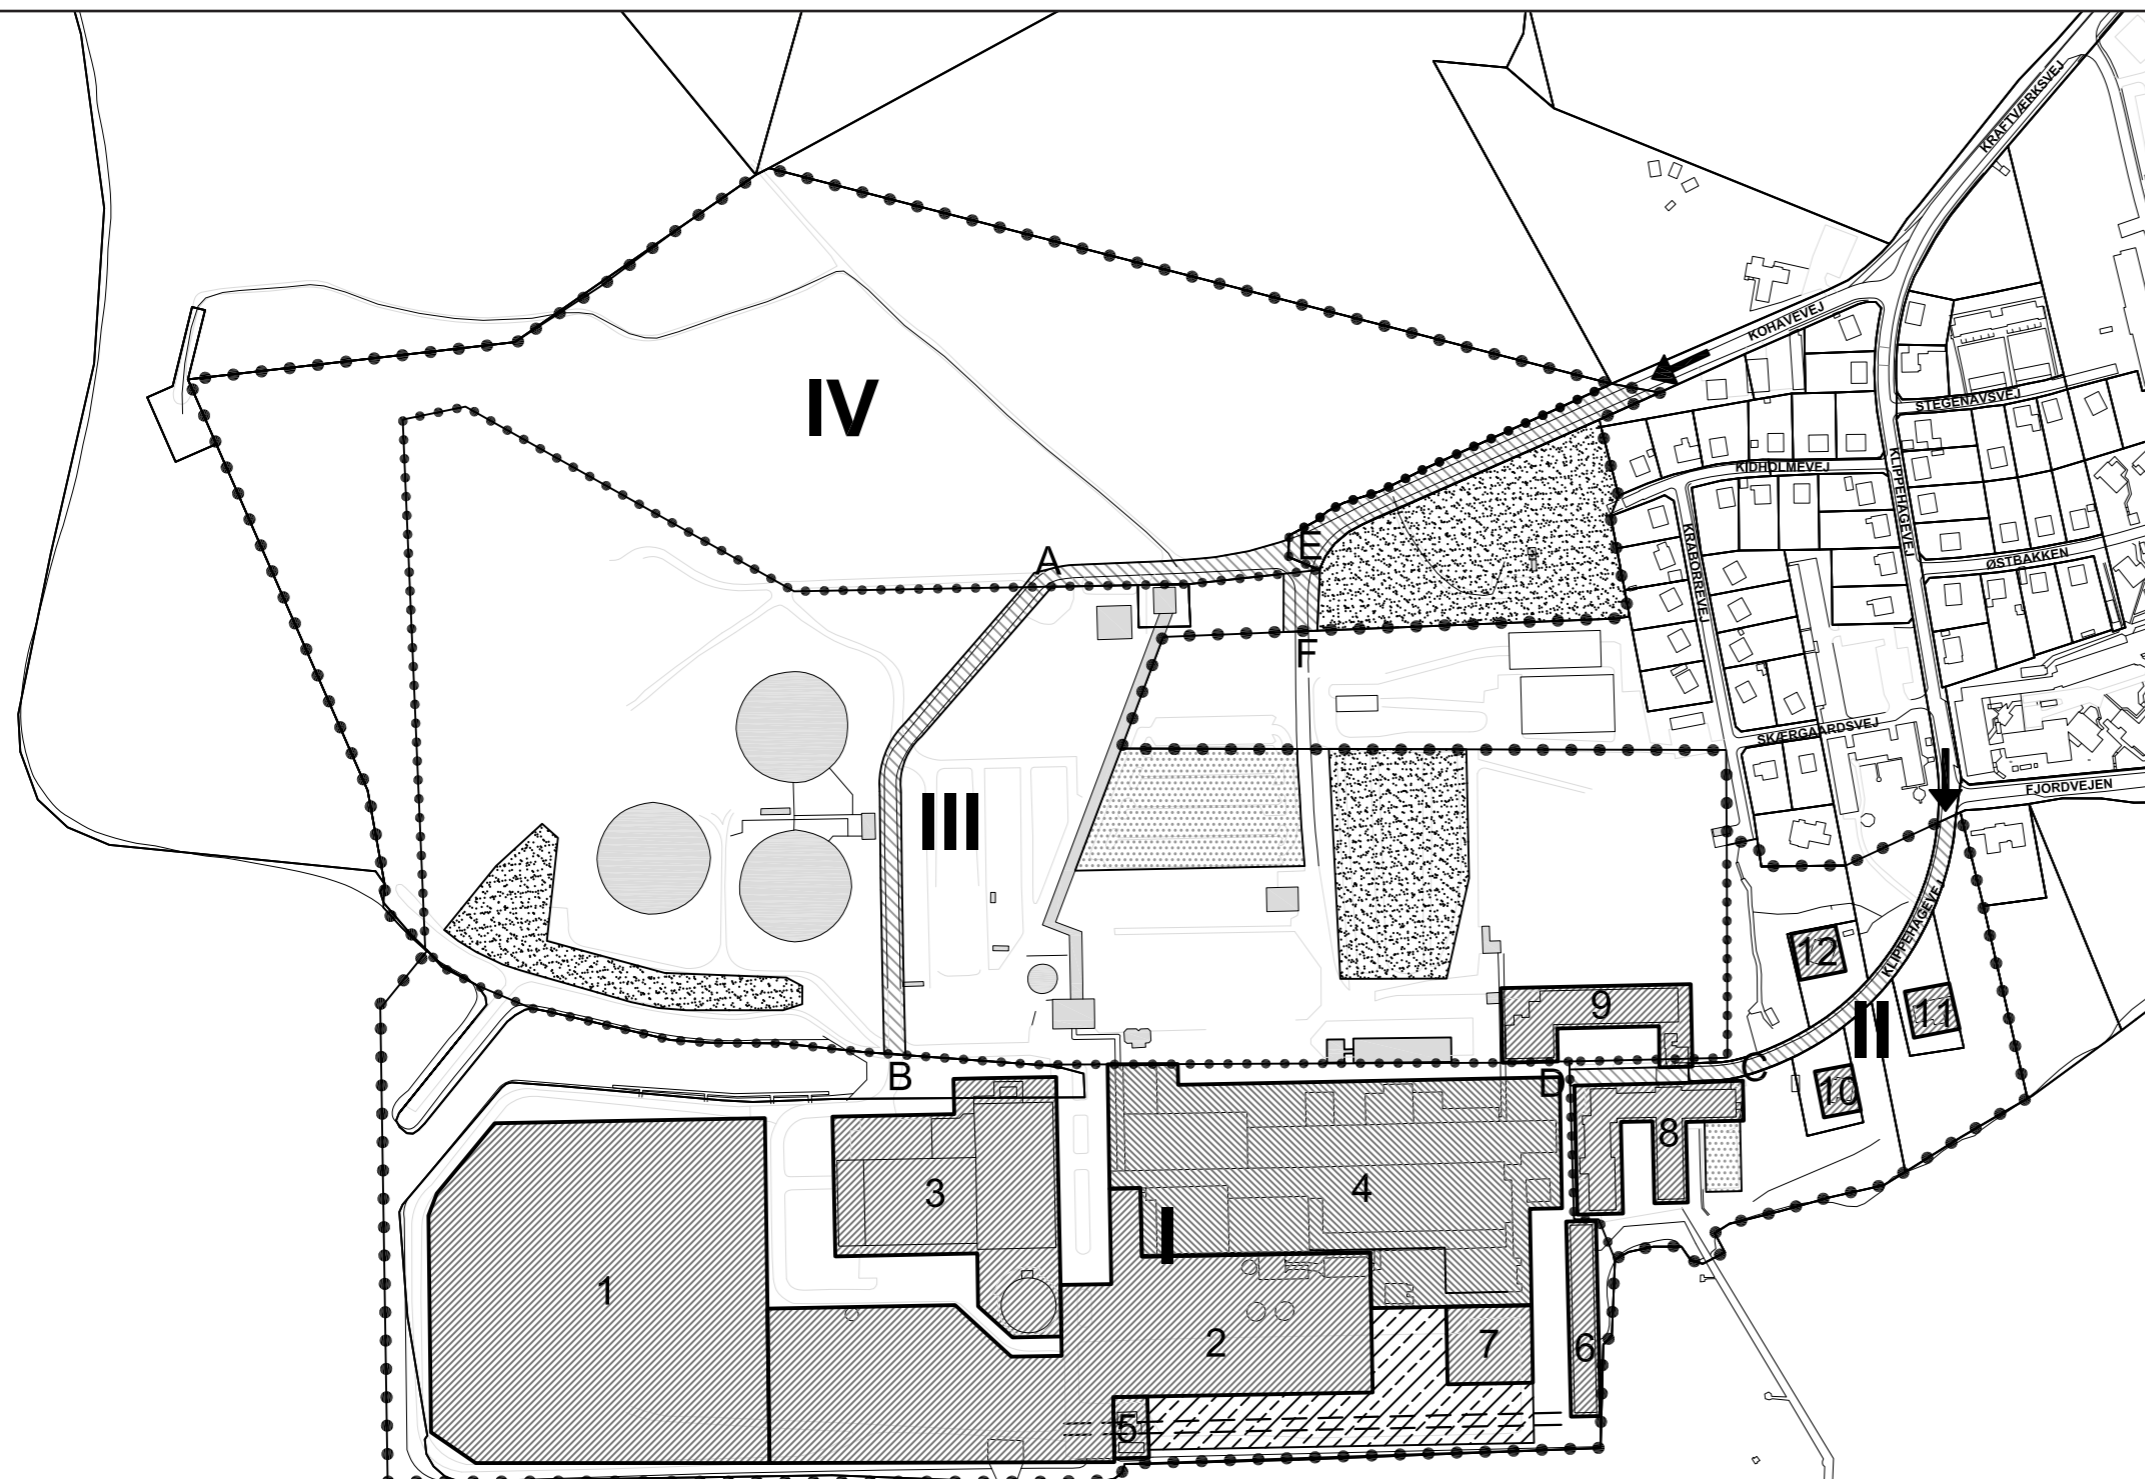 KRAFTVÆRKSVEJ
KOHAVEVEJ
IV
STEGENAVSVEJ
KIDHOLMEVEJ
KLIPPEHAGEVEJ
KRABORREVEJ
ØSTBAKKEN
A
E
F
SKÆRGAARDSVEJ
FJORDVEJEN
III
KLIPPEHAGEVEJ
12
11
II
9
10
B
C
D
8
3
4
I
1
2
7
6
5